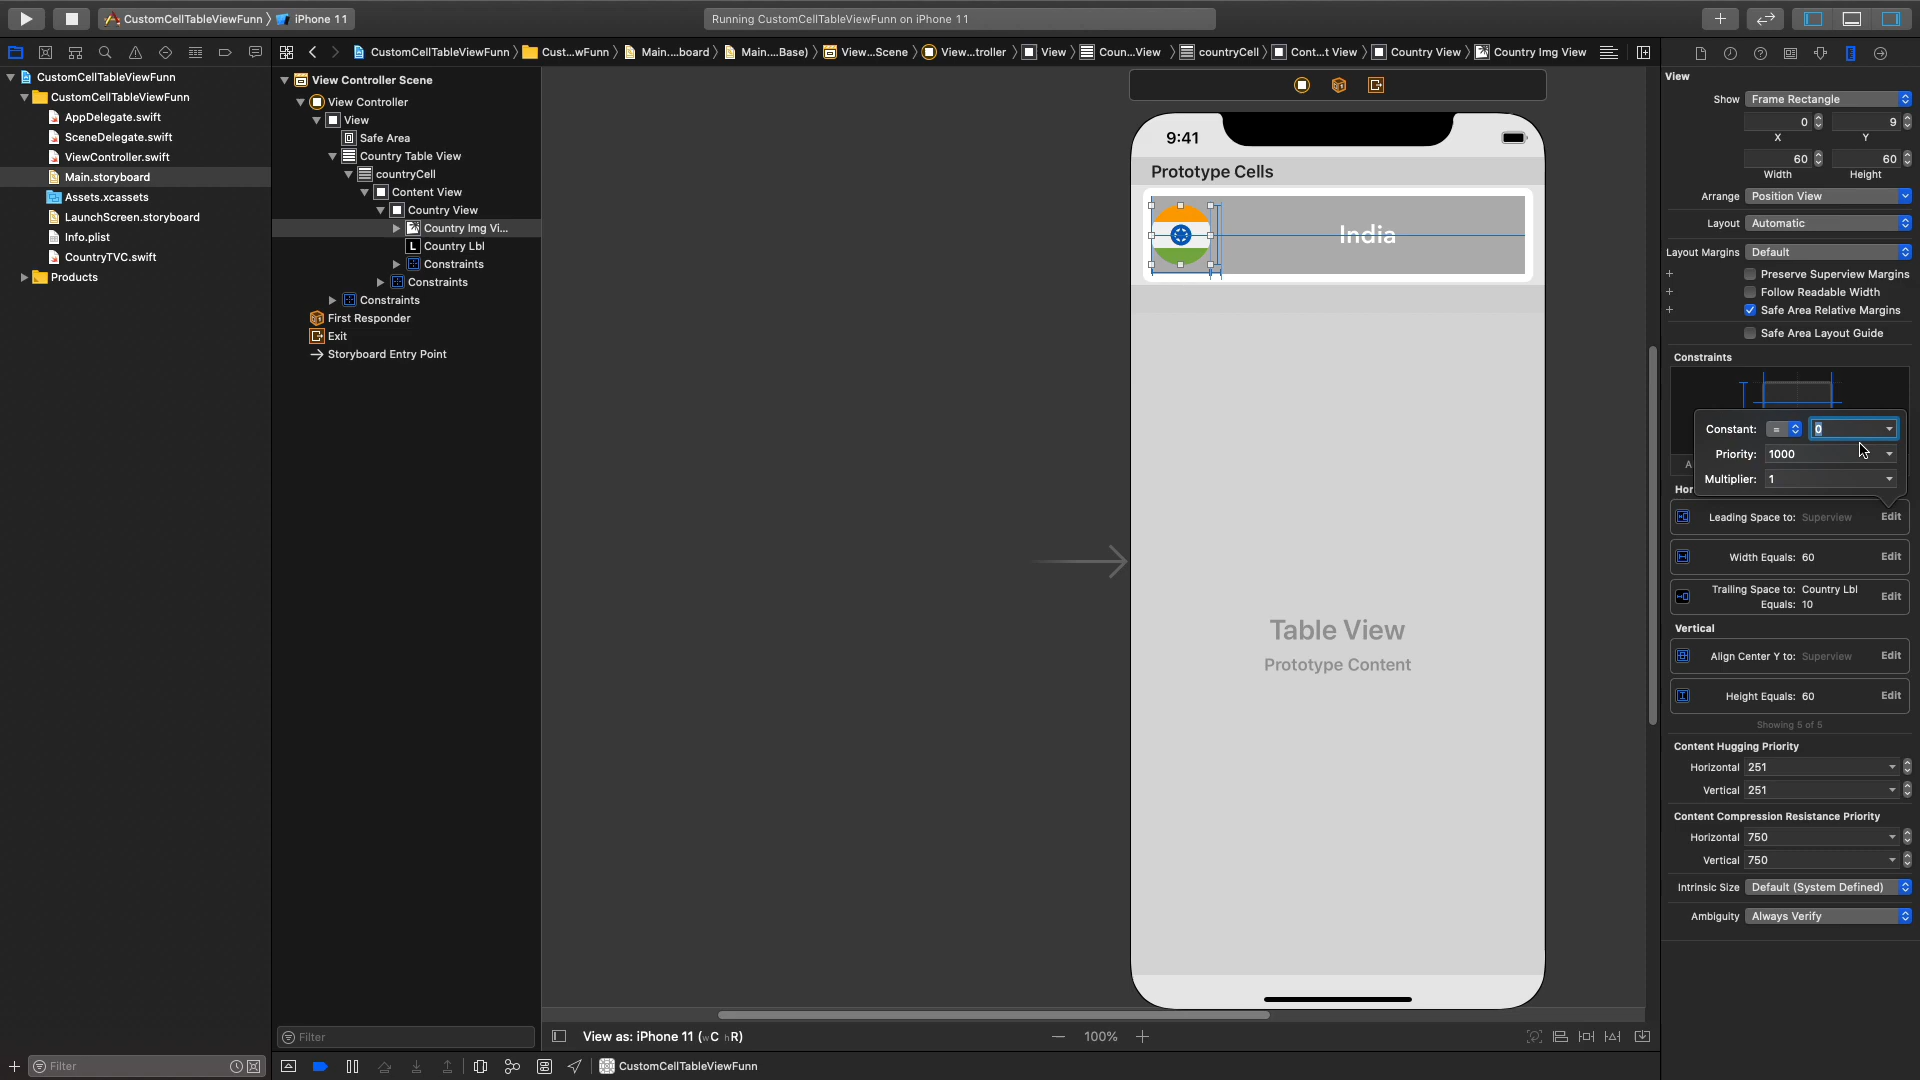 CustomCellTableViewFunn 〉 iPhone 11
Running CustomCellTableViewFunn on iPhone 11
CustomCellTableViewFunn
Cust...wFunn
Main....board
Main....Base)
View...Scene
View...troller
View
Coun...View
countryCell
Cont...t View
Country View
Country Img View
CustomCellTableViewFunn
CustomCellTableViewFunn
AppDelegate.swift
SceneDelegate.swift
ViewController.swift
Main.storyboard
Assets.xcassets
LaunchScreen.storyboard
Info.plist
CountryTVC.swift
Products
Filter
View Controller Scene
View Controller
View
Safe Area
Country Table View
countryCell
Content View
Country View
Country Img Vi...
L Country Lbl
Constraints
Constraints
Constraints
First Responder
Exit
Storyboard Entry Point
Filter
9:41
Prototype Cells
India
Table View
Prototype Content
View as: iPhone 11 (wC hR)
100%
CustomCellTableViewFunn
View
Show Frame Rectangle
0 9
X Y
60 60
Width Height
Arrange Position View
Layout Automatic
Layout Margins Default
Preserve Superview Margins
Follow Readable Width
Safe Area Relative Margins
Safe Area Layout Guide
Constraints
Constant: = 0
Priority: 1000
Multiplier: 1
Leading Space to: Superview Edit
Width Equals: 60 Edit
Trailing Space to: Country Lbl
Equals: 10 Edit
Vertical
Align Center Y to: Superview Edit
Height Equals: 60 Edit
Showing 5 of 5
Content Hugging Priority
Horizontal 251
Vertical 251
Content Compression Resistance Priority
Horizontal 750
Vertical 750
Intrinsic Size Default (System Defined)
Ambiguity Always Verify